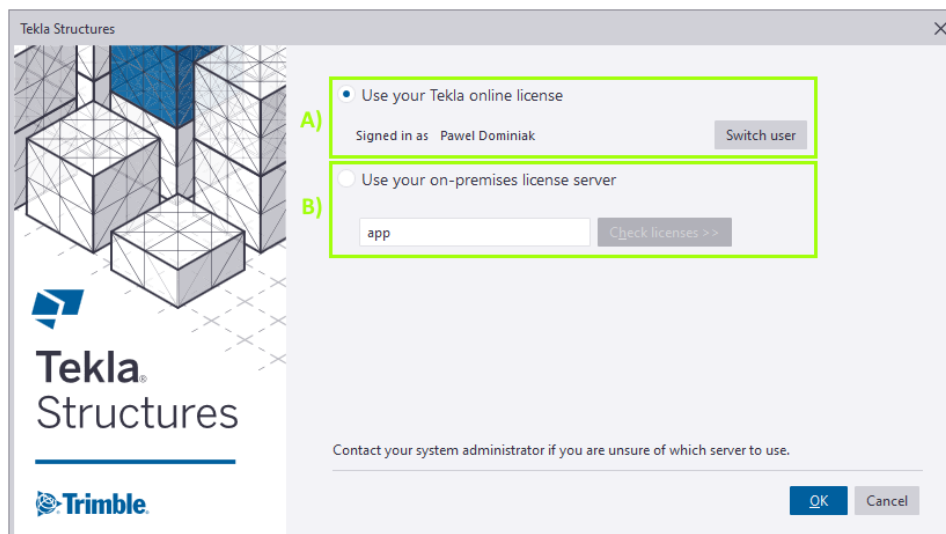 Tekla Structures
A)
Use your Tekla online license
Signed in as Pawel Dominiak
Switch user
B)
Use your on-premises license server
app
Check licenses >>
Tekla®
Structures
Contact your system administrator if you are unsure of which server to use.
Trimble.
OK
Cancel